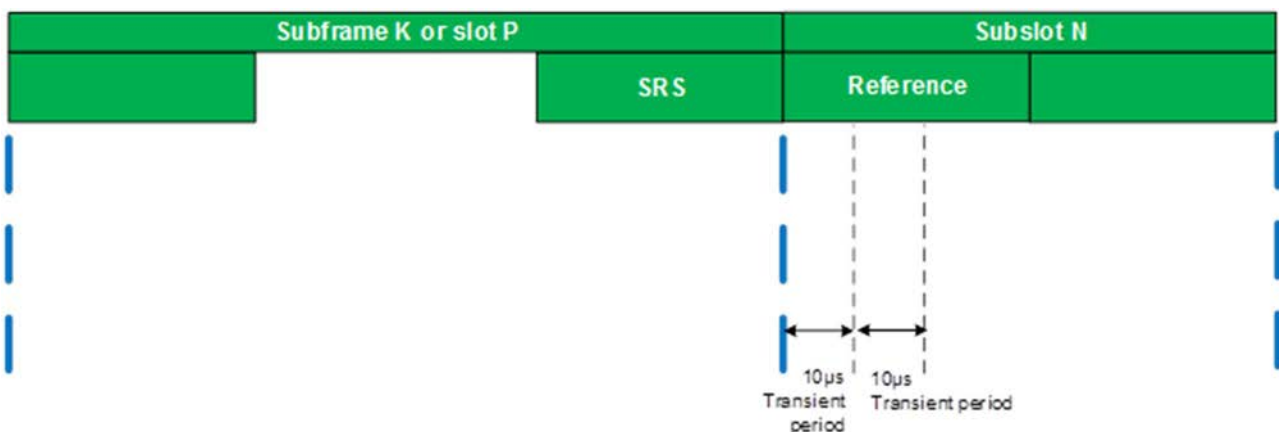 Subframe K or slot P
Subslot N
SRS
Reference
10µs
Transient
period
10µs
Transient period